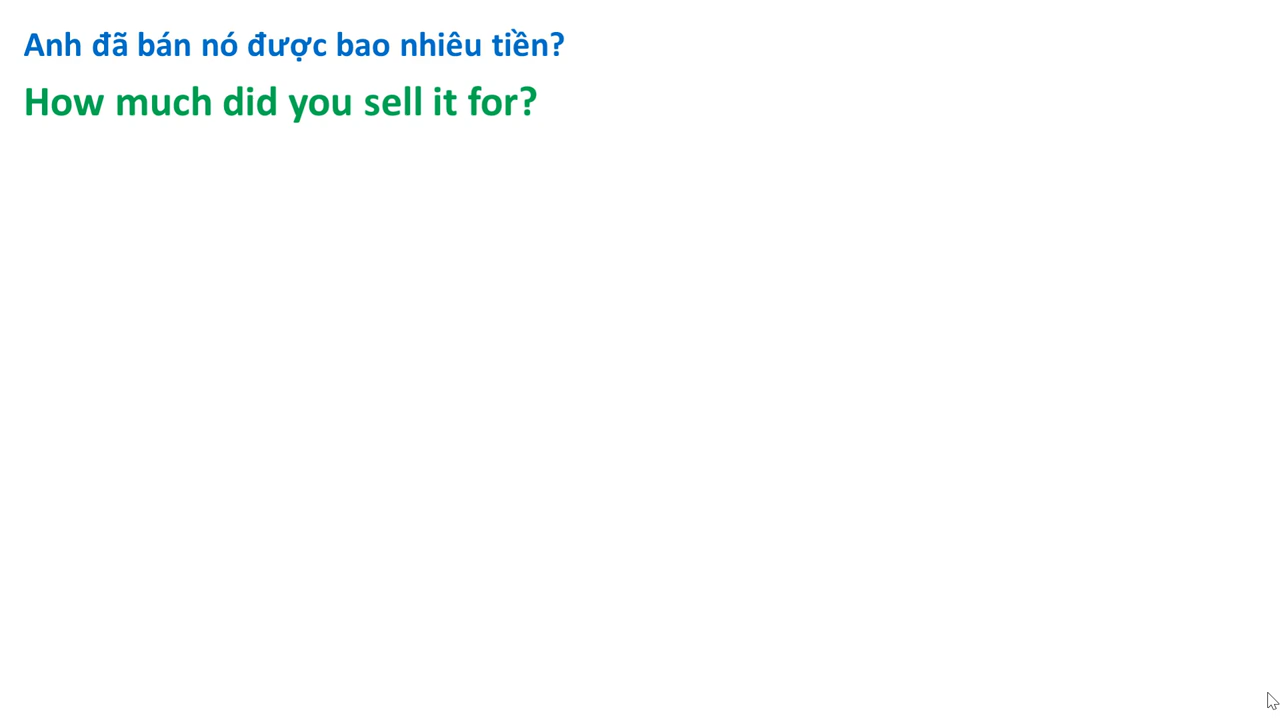 Anh đã bán nó được bao nhiêu tiền?
How much did you sell it for?